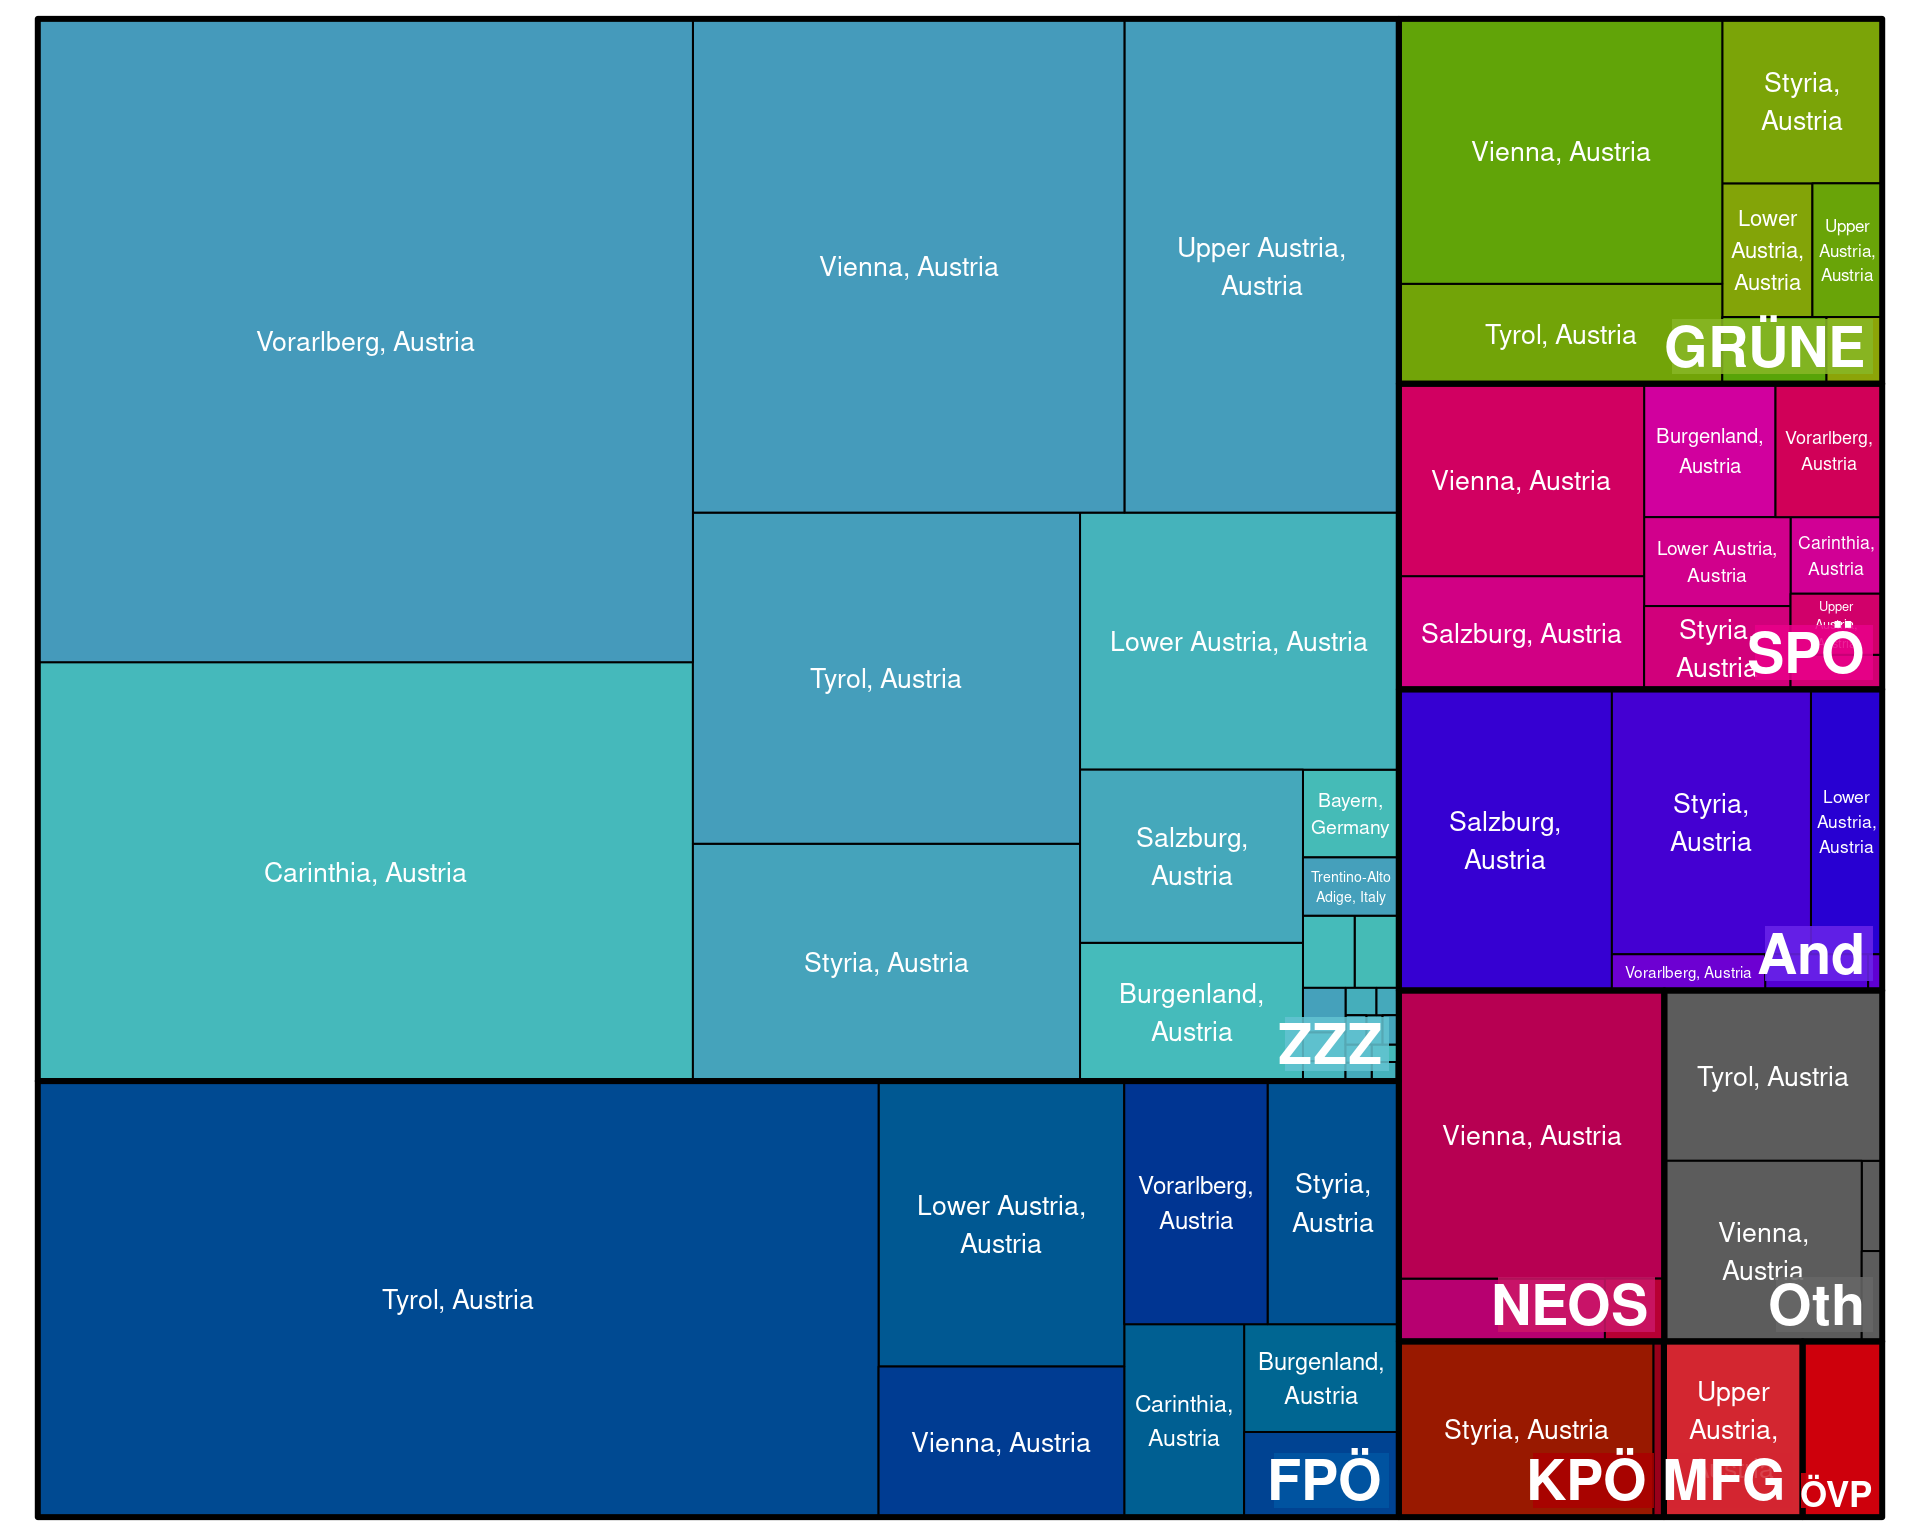 Vorarlberg, Austria
Carinthia, Austria
Vienna, Austria
Upper Austria,
Austria
Tyrol, Austria
Styria, Austria
Lower Austria, Austria
Salzburg,
Austria
Burgenland,
Austria
Bayern,
Germany
Trentino-Alto
Adige, Italy
ZZZ
Tyrol, Austria
Lower Austria,
Austria
Vienna, Austria
Vorarlberg,
Austria
Styria,
Austria
Carinthia,
Austria
Burgenland,
Austria
FPÖ
Vienna, Austria
Tyrol, Austria
Styria,
Austria
Lower
Austria,
Austria
Upper
Austria,
Austria
GRÜNE
Vienna, Austria
Salzburg, Austria
Burgenland,
Austria
Vorarlberg,
Austria
Lower Austria,
Austria
Styria,
Austria
Carinthia,
Austria
Upper
SPÖ
Salzburg,
Austria
Styria,
Austria
Lower
Austria,
Austria
Vorarlberg, Austria
And
Vienna, Austria
NEOS
Tyrol, Austria
Vienna,
Austria
Oth
Styria, Austria
KPÖ
Upper
Austria,
MFG
ÖVP